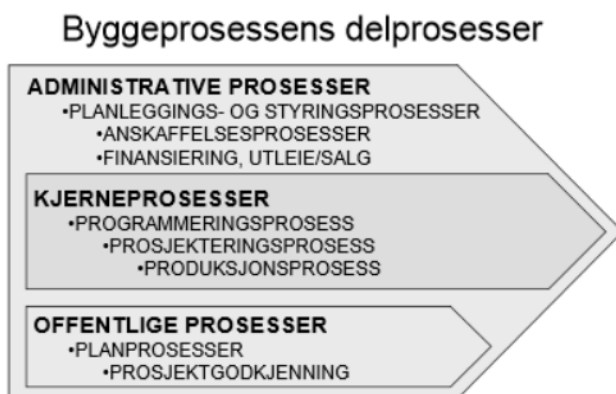 Byggeprosessens delprosesser
ADMINISTRATIVE PROSESSER
•PLANLEGGINGS- OG STYRINGSPROSESSER
•ANSKAFFELSESPROSESSER
•FINANSIERING, UTLEIE/SALG
KJERNEPROSESSER
•PROGRAMMERINGSPROSESS
•PROSJEKTERINGSPROSESS
•PRODUKSJONSPROSESS
OFFENTLIGE PROSESSER
•PLANPROSESSER
•PROSJEKTGODKJENNING